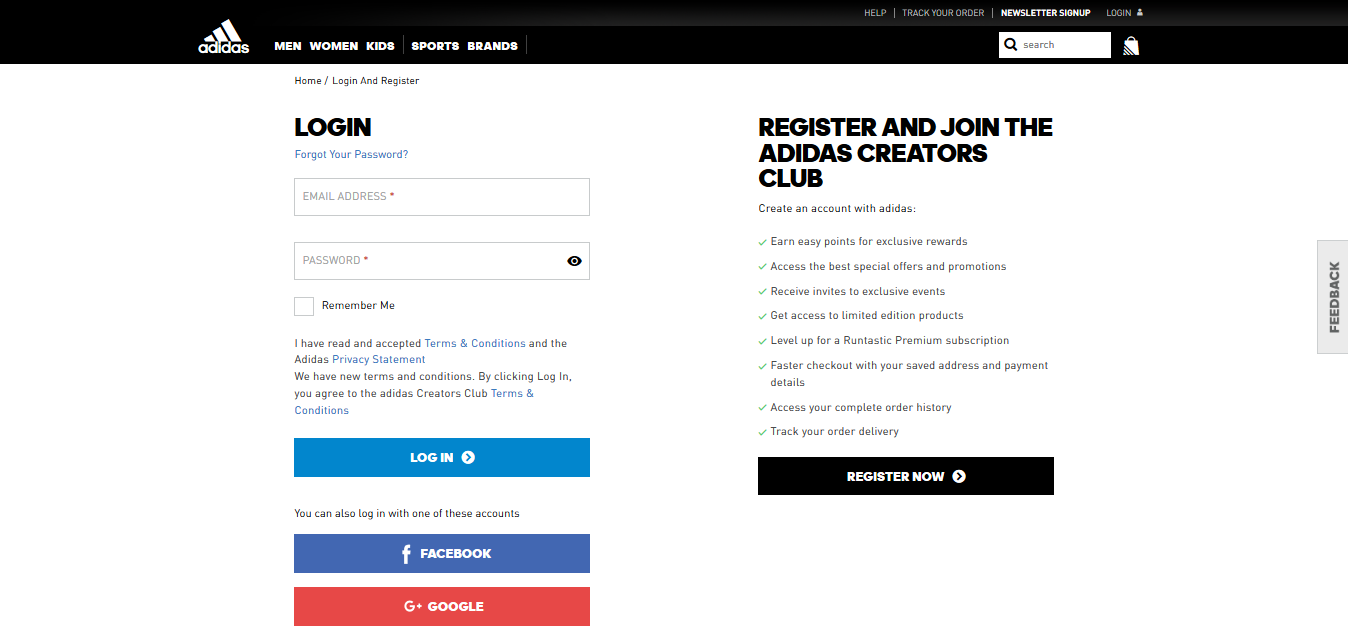 HELP | TRACK YOUR ORDER | NEWSLETTER SIGNUP LOGIN
adidas
MEN WOMEN KIDS SPORTS BRANDS
search
Home / Login And Register
LOGIN
Forgot Your Password?
EMAIL ADDRESS *
PASSWORD *
Remember Me
I have read and accepted Terms & Conditions and the
Adidas Privacy Statement
We have new terms and conditions. By clicking Log In,
you agree to the adidas Creators Club Terms &
Conditions
LOG IN
You can also log in with one of these accounts
FACEBOOK
G+ GOOGLE
REGISTER AND JOIN THE
ADIDAS CREATORS
CLUB
Create an account with adidas:
Earn easy points for exclusive rewards
Access the best special offers and promotions
Receive invites to exclusive events
Get access to limited edition products
Level up for a Runtastic Premium subscription
Faster checkout with your saved address and payment
details
Access your complete order history
Track your order delivery
REGISTER NOW
FEEDBACK